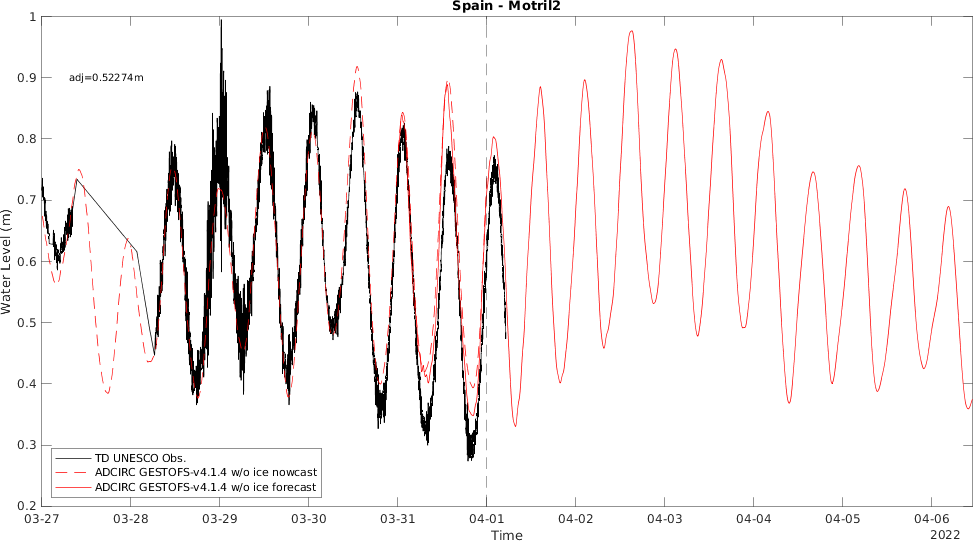 Spain - Motril2
1
0.9
0.8
0.7
0.6
0.5
0.4
0.3
0.2
Water Level (m)
adj=0.52274m
TD UNESCO Obs.
ADCIRC GESTOFS-v4.1.4 w/o ice nowcast
ADCIRC GESTOFS-v4.1.4 w/o ice forecast
03-27 03-28 03-29 03-30 03-31 04-01 04-02 04-03 04-04 04-05 04-06
Time
2022